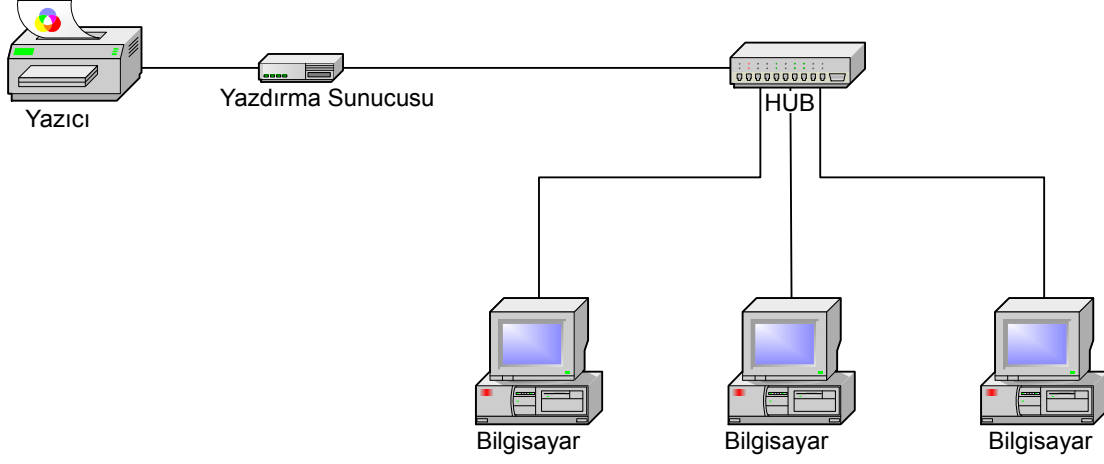 Yazıcı
Yazdırma Sunucusu
HUB
Bilgisayar
Bilgisayar
Bilgisayar